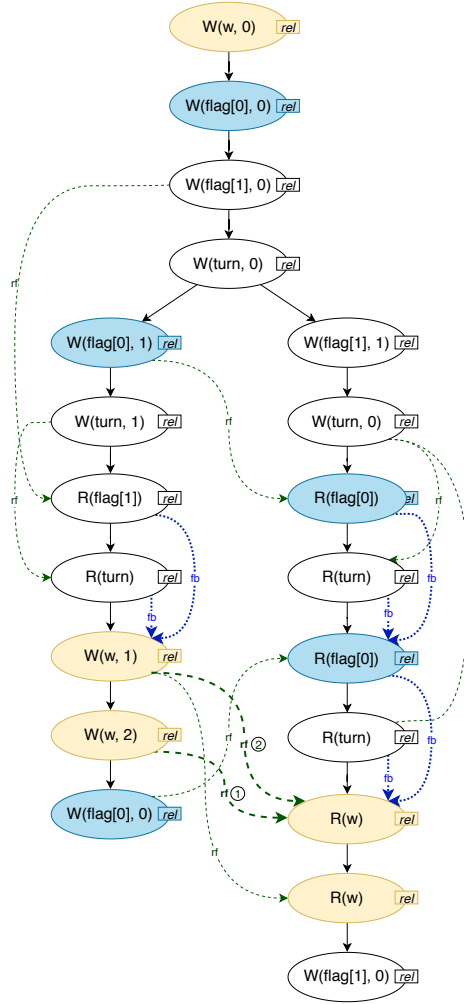 W(w, 0) rel
W(flag[0], 0) rel
W(flag[1], 0) rel
W(turn, 0) rel
W(flag[0], 1) rel
W(flag[1], 1) rel
W(turn, 1) rel
W(turn, 0) rel
rf
rf
rf
rf
R(flag[1]) rel
R(flag[0]) rel
R(turn) rel
R(turn) rel
fb
fb
fb
fb
W(w, 1) rel
R(flag[0]) rel
W(w, 2) rel
R(turn) rel
rf 2
rf
fb
fb
rf 1
W(flag[0], 0) rel
R(w) rel
rf
R(w) rel
W(flag[1], 0) rel